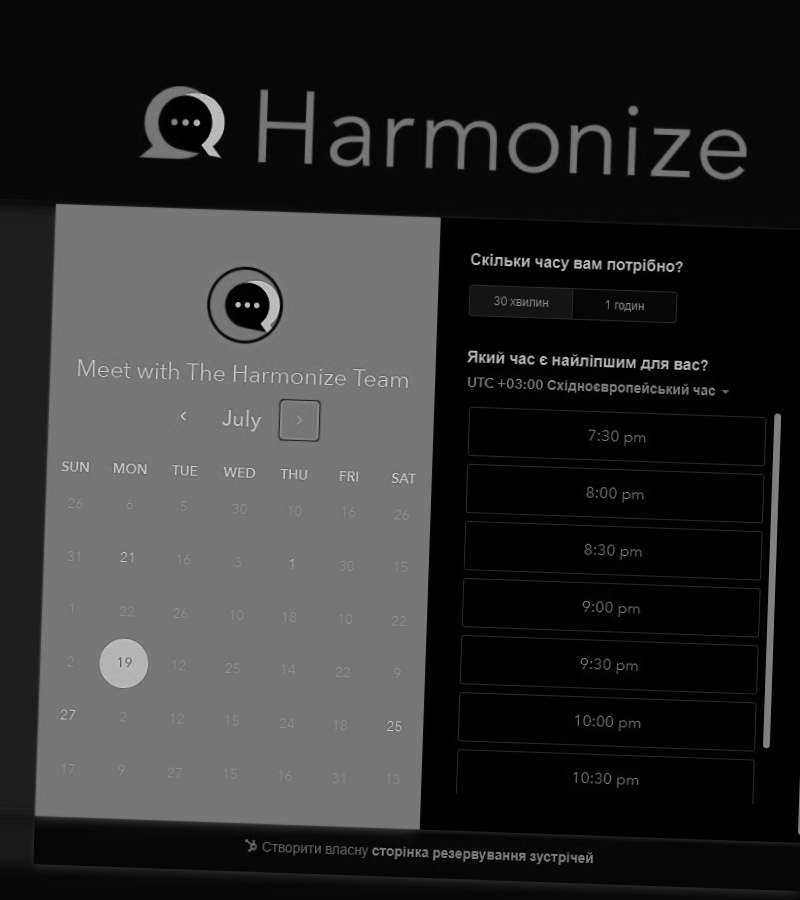 Harmonize
Meet with The Harmonize Team
July
SUN MON TUE WED THU FRI SAT
26 6 5 30 10 16 26
31 21 16 3 1 30 15
1 22 26 10 18 10 22
2 19 12 25 14 22 9
27 2 12 15 24 18 25
17 9 27 15 16 31 13
Скільки часу вам потрібно?
30 хвилин 1 годин
Який час є найліпшим для вас?
UTC +03:00 Східноєвропейський час
7:30 pm
8:00 pm
8:30 pm
9:00 pm
9:30 pm
10:00 pm
10:30 pm
Створити власну сторінка резервування зустрічей